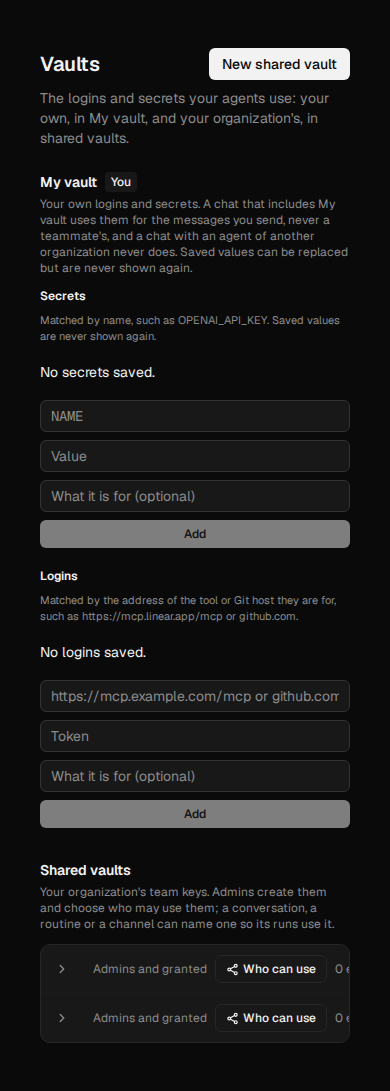 Vaults
New shared vault
The logins and secrets your agents use: your
own, in My vault, and your organization's, in
shared vaults.
My vault You
Your own logins and secrets. A chat that includes My
vault uses them for the messages you send, never a
teammate's, and a chat with an agent of another
organization never does. Saved values can be replaced
but are never shown again.
Secrets
Matched by name, such as OPENAI_API_KEY. Saved values
are never shown again.
No secrets saved.
NAME
Value
What it is for (optional)
Add
Logins
Matched by the address of the tool or Git host they are for,
such as https://mcp.linear.app/mcp or github.com.
No logins saved.
https://mcp.example.com/mcp or github.com
Token
What it is for (optional)
Add
Shared vaults
Your organization's team keys. Admins create them
and choose who may use them; a conversation, a
routine or a channel can name one so its runs use it.
Admins and granted Who can use 0
Admins and granted Who can use 0